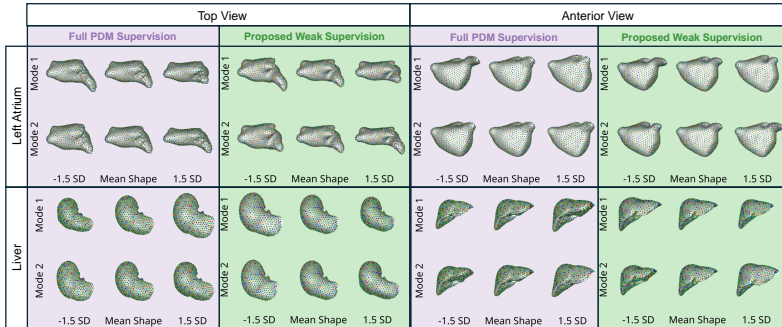 Top View Anterior View
Full PDM Supervision Proposed Weak Supervision Full PDM Supervision Proposed Weak Supervision
Left Atrium
Mode 1 Mode 1 Mode 1 Mode 1
Mode 2 Mode 2 Mode 2 Mode 2
-1.5 SD Mean Shape 1.5 SD -1.5 SD Mean Shape 1.5 SD -1.5 SD Mean Shape 1.5 SD -1.5 SD Mean Shape 1.5 SD
Liver
Mode 1 Mode 1 Mode 1 Mode 1
Mode 2 Mode 2 Mode 2 Mode 2
-1.5 SD Mean Shape 1.5 SD -1.5 SD Mean Shape 1.5 SD -1.5 SD Mean Shape 1.5 SD -1.5 SD Mean Shape 1.5 SD